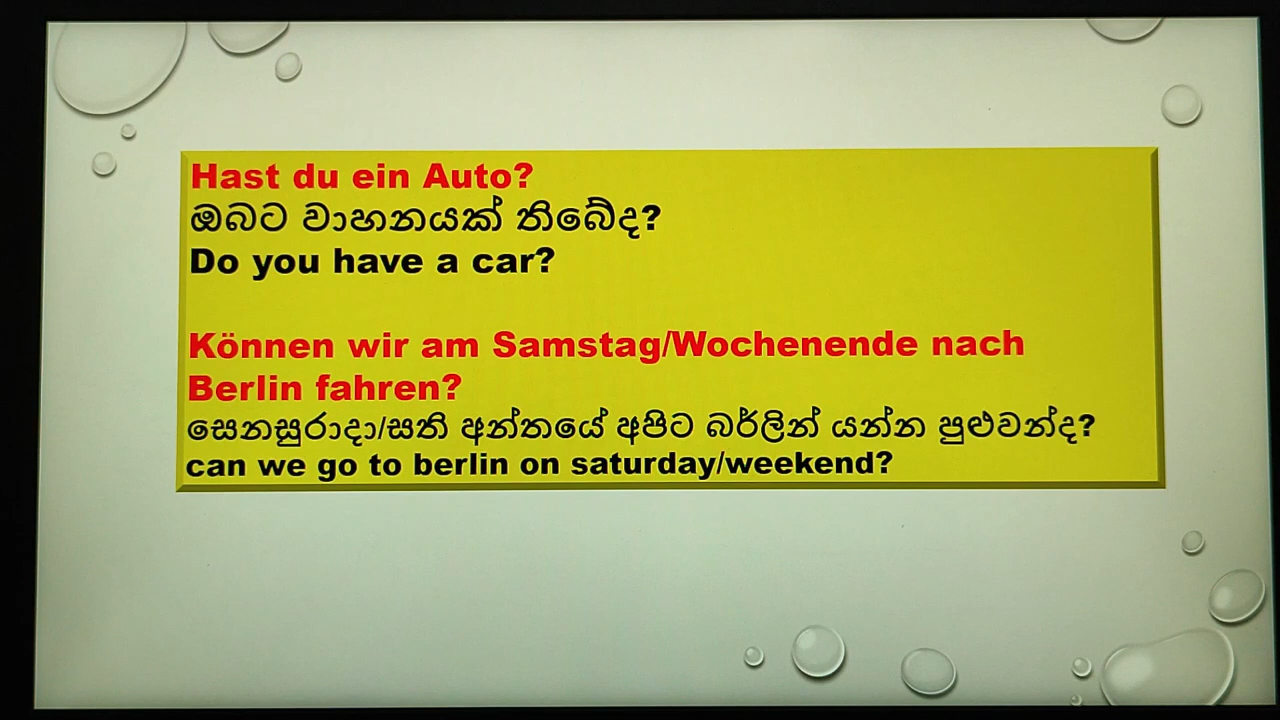 Hast du ein Auto?
ඔබට වාහනයක් තිබේද?
Do you have a car?
Können wir am Samstag/Wochenende nach
Berlin fahren?
සෙනසුරාදා/සති අන්තයේ අපිට බර්ලින් යන්න පුළුවන්ද?
can we go to berlin on saturday/weekend?